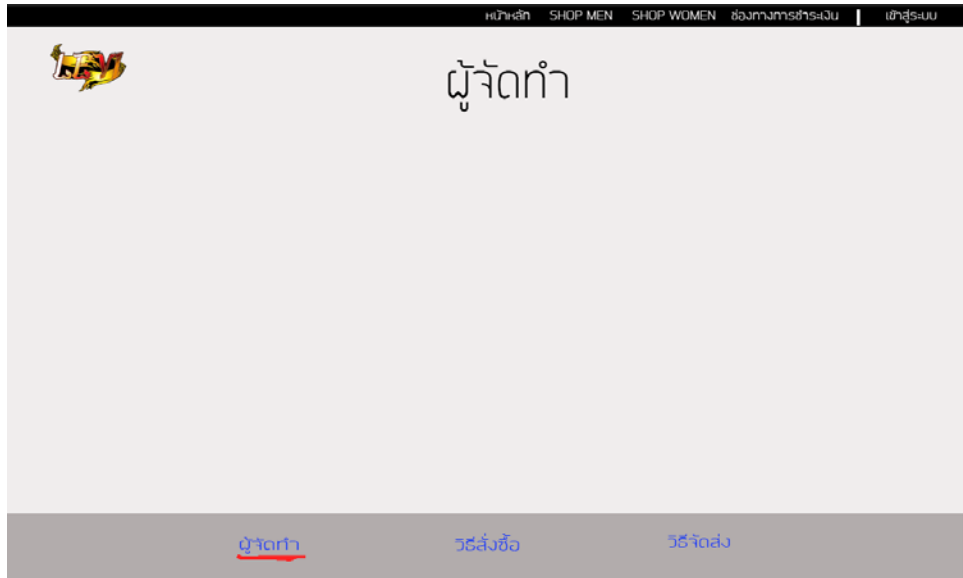 หน้าหลัก SHOP MEN SHOP WOMEN ช่องทางการชำระเงิน เข้าสู่ระบบ
ผู้จัดทำ
ผู้จัดทำ วิธีสั่งซื้อ วิธีจัดส่ง